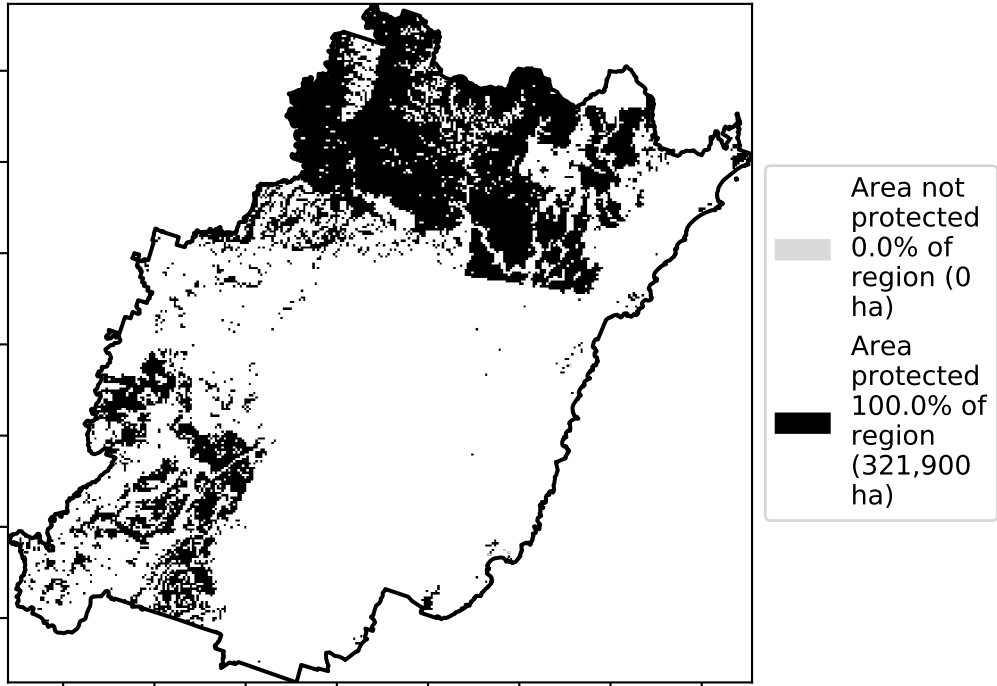 Area not
protected
0.0% of
region (0
ha)
Area
protected
100.0% of
region
(321,900
ha)